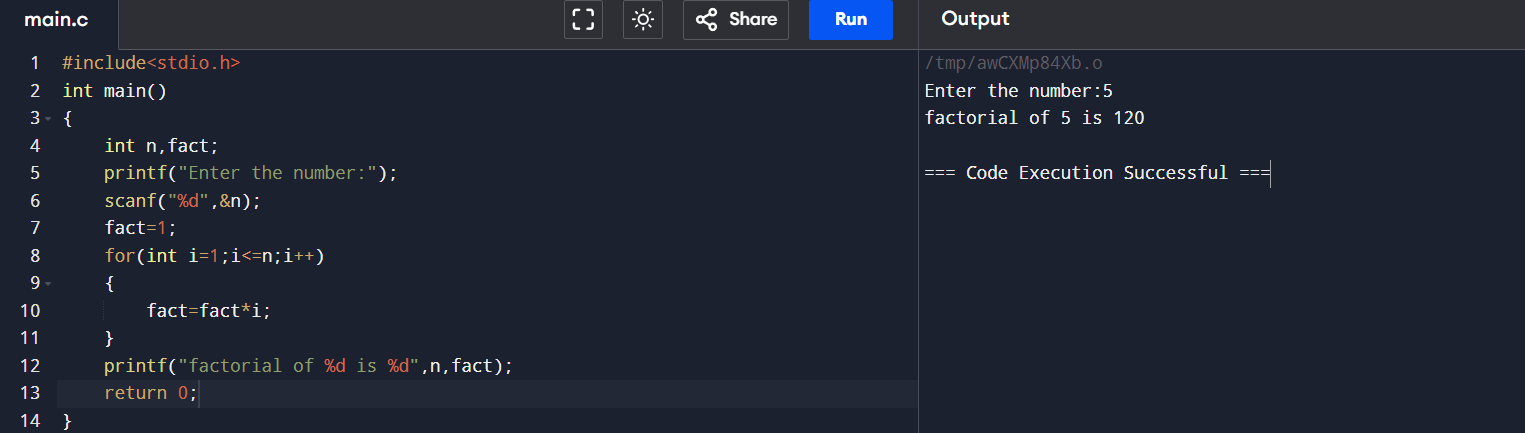 main.c
Share
Run
Output
1 #include<stdio.h>
2 int main()
3 {
4     int n,fact;
5     printf("Enter the number:");
6     scanf("%d",&n);
7     fact=1;
8     for(int i=1;i<=n;i++)
9     {
10         fact=fact*i;
11     }
12     printf("factorial of %d is %d",n,fact);
13     return 0;
14 }
/tmp/awCXMp84Xb.o
Enter the number:5
factorial of 5 is 120
=== Code Execution Successful ===